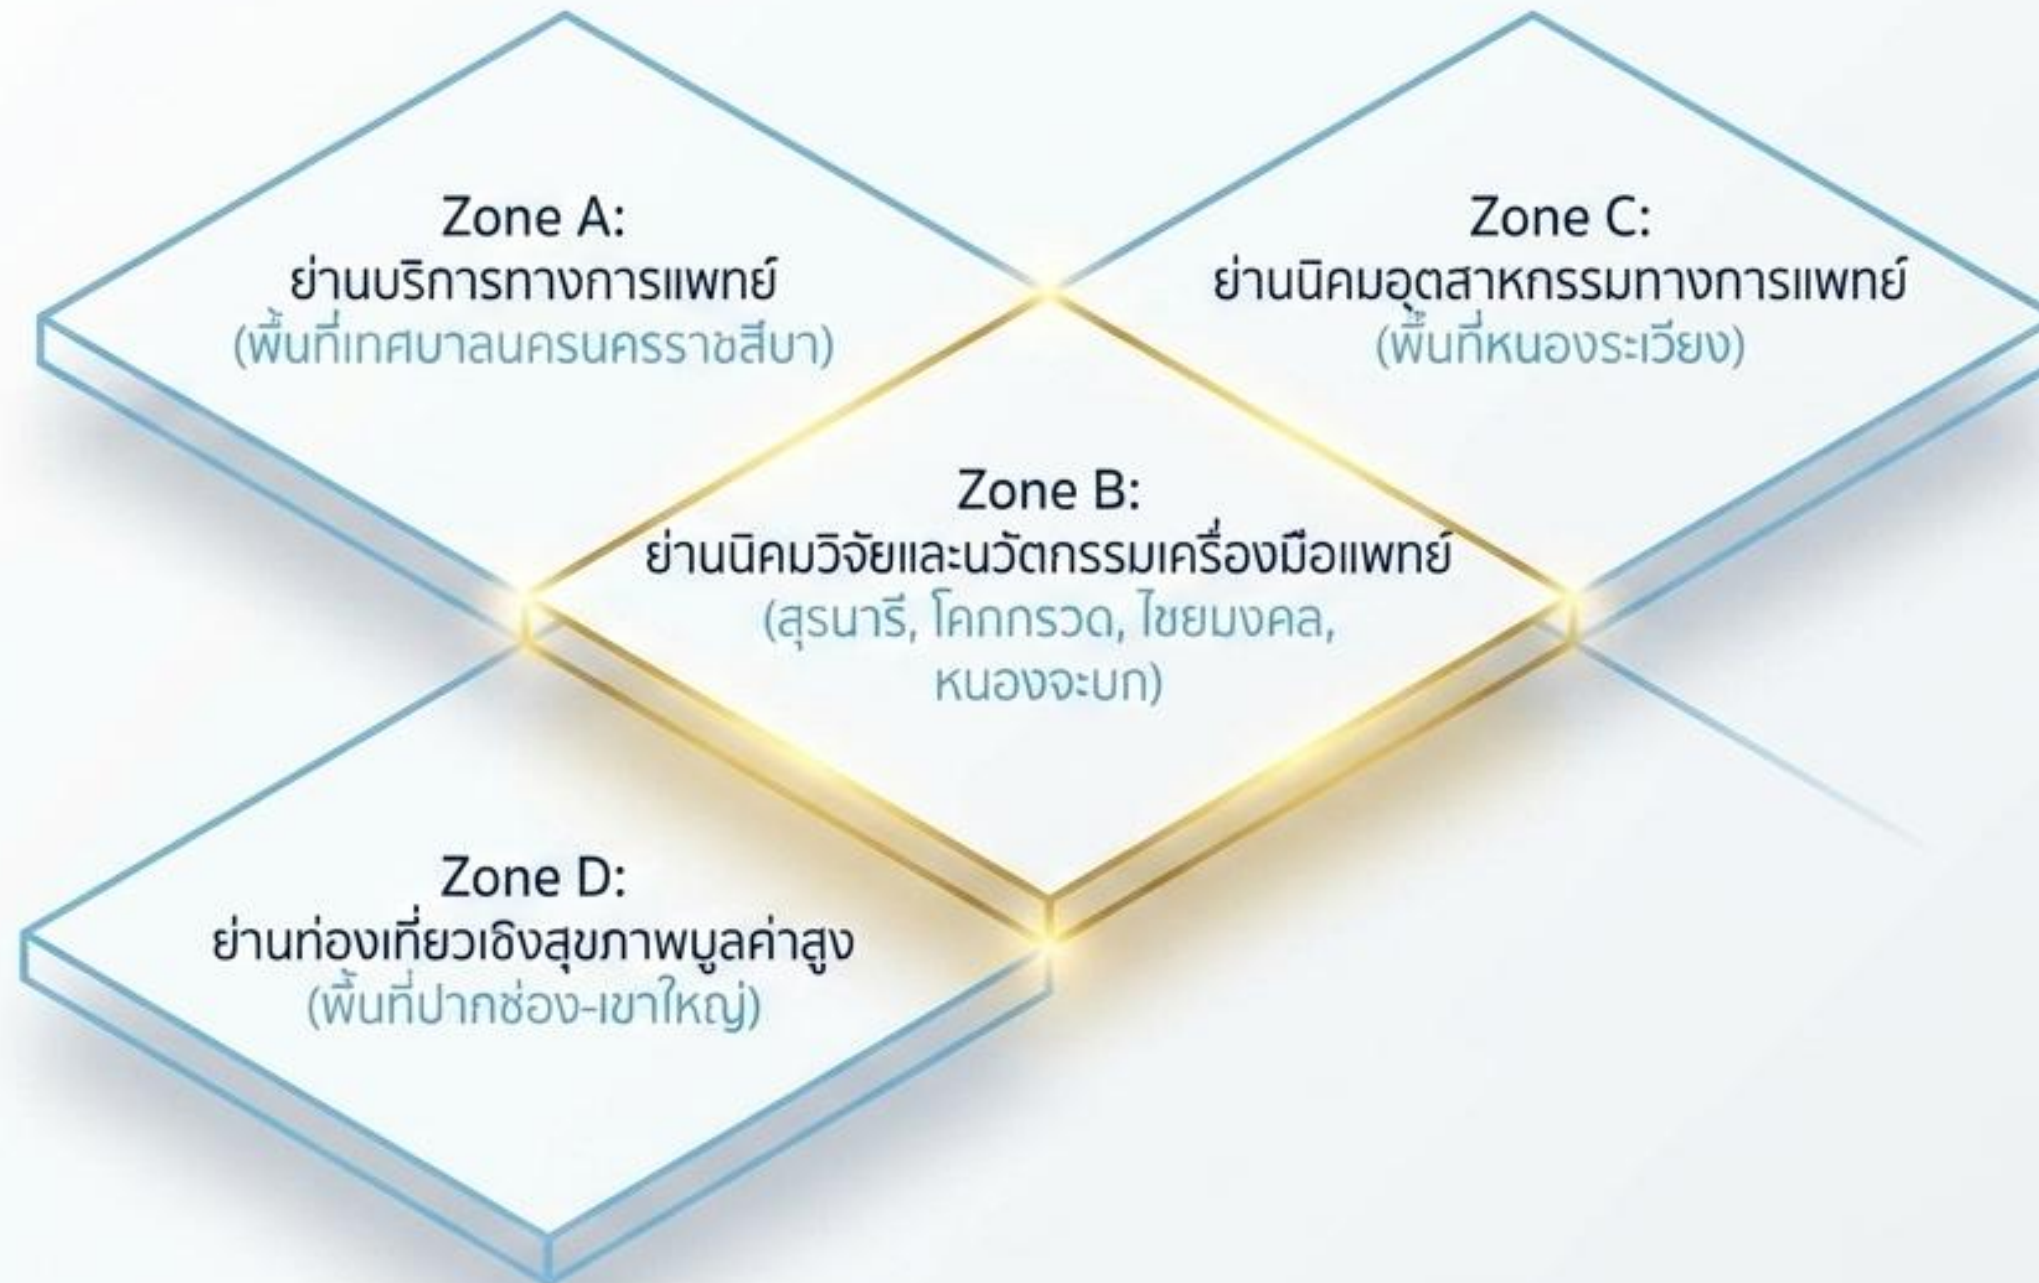 Zone A:
ย่านบริการทางการแพทย์
(พื้นที่เทศบาลนครนครราชสีบา)
Zone C:
ย่านนิคมอุตสาหกรรมทางการแพทย์
(พื้นที่หนองระเวียง)
Zone B:
ย่านนิคมวิจัยและนวัตกรรมเครื่องมือแพทย์
(สุรนารี, โคกกรวด, ไชยมงคล,
หนองจะบก)
Zone D:
ย่านท่องเที่ยวเชิงสุขภาพบูลค่าสูง
(พื้นที่ปากช่อง-เขาใหญ่)